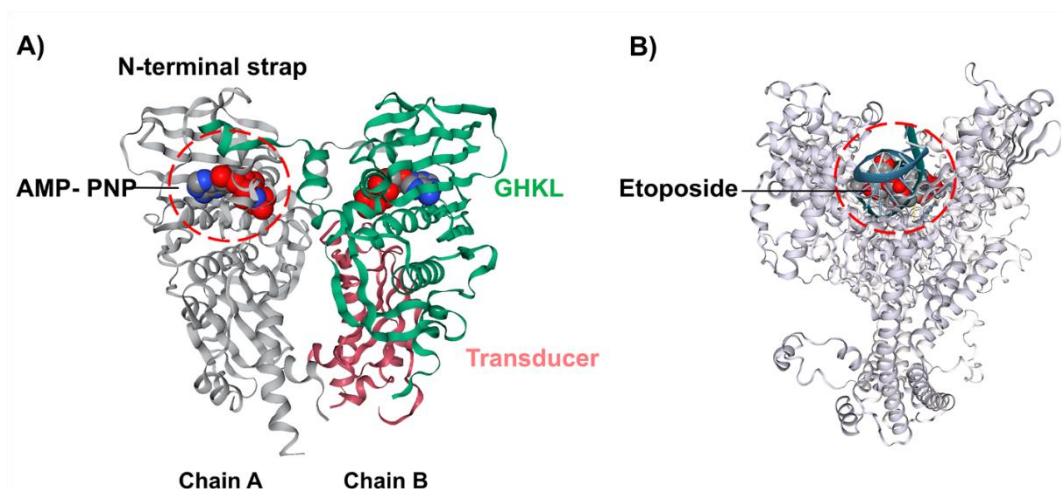 A)
N-terminal strap
AMP- PNP
GHKL
Transducer
Chain A
Chain B
B)
Etoposide